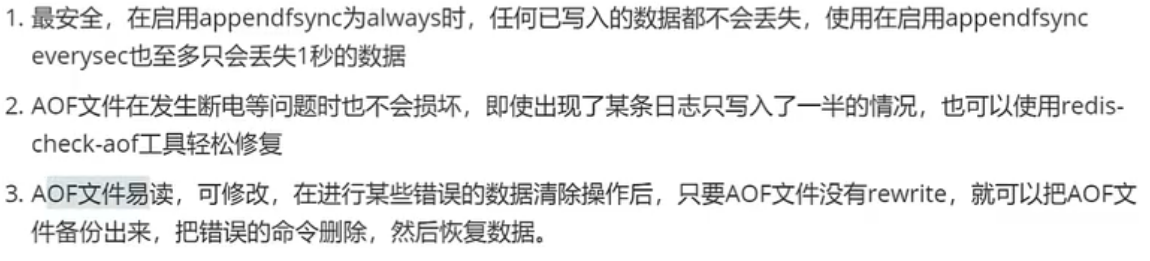 1. 最安全，在启用appendfsync为always时，任何已写入的数据都不会丢失，使用在启用appendfsync
everysec也至多只会丢失1秒的数据
2. AOF文件在发生断电等问题时也不会损坏，即使出现了某条日志只写入了一半的情况，也可以使用redis-
check-aof工具轻松修复
3. AOF文件易读，可修改，在进行某些错误的数据清除操作后，只要AOF文件没有rewrite，就可以把AOF文
件备份出来，把错误的命令删除，然后恢复数据。